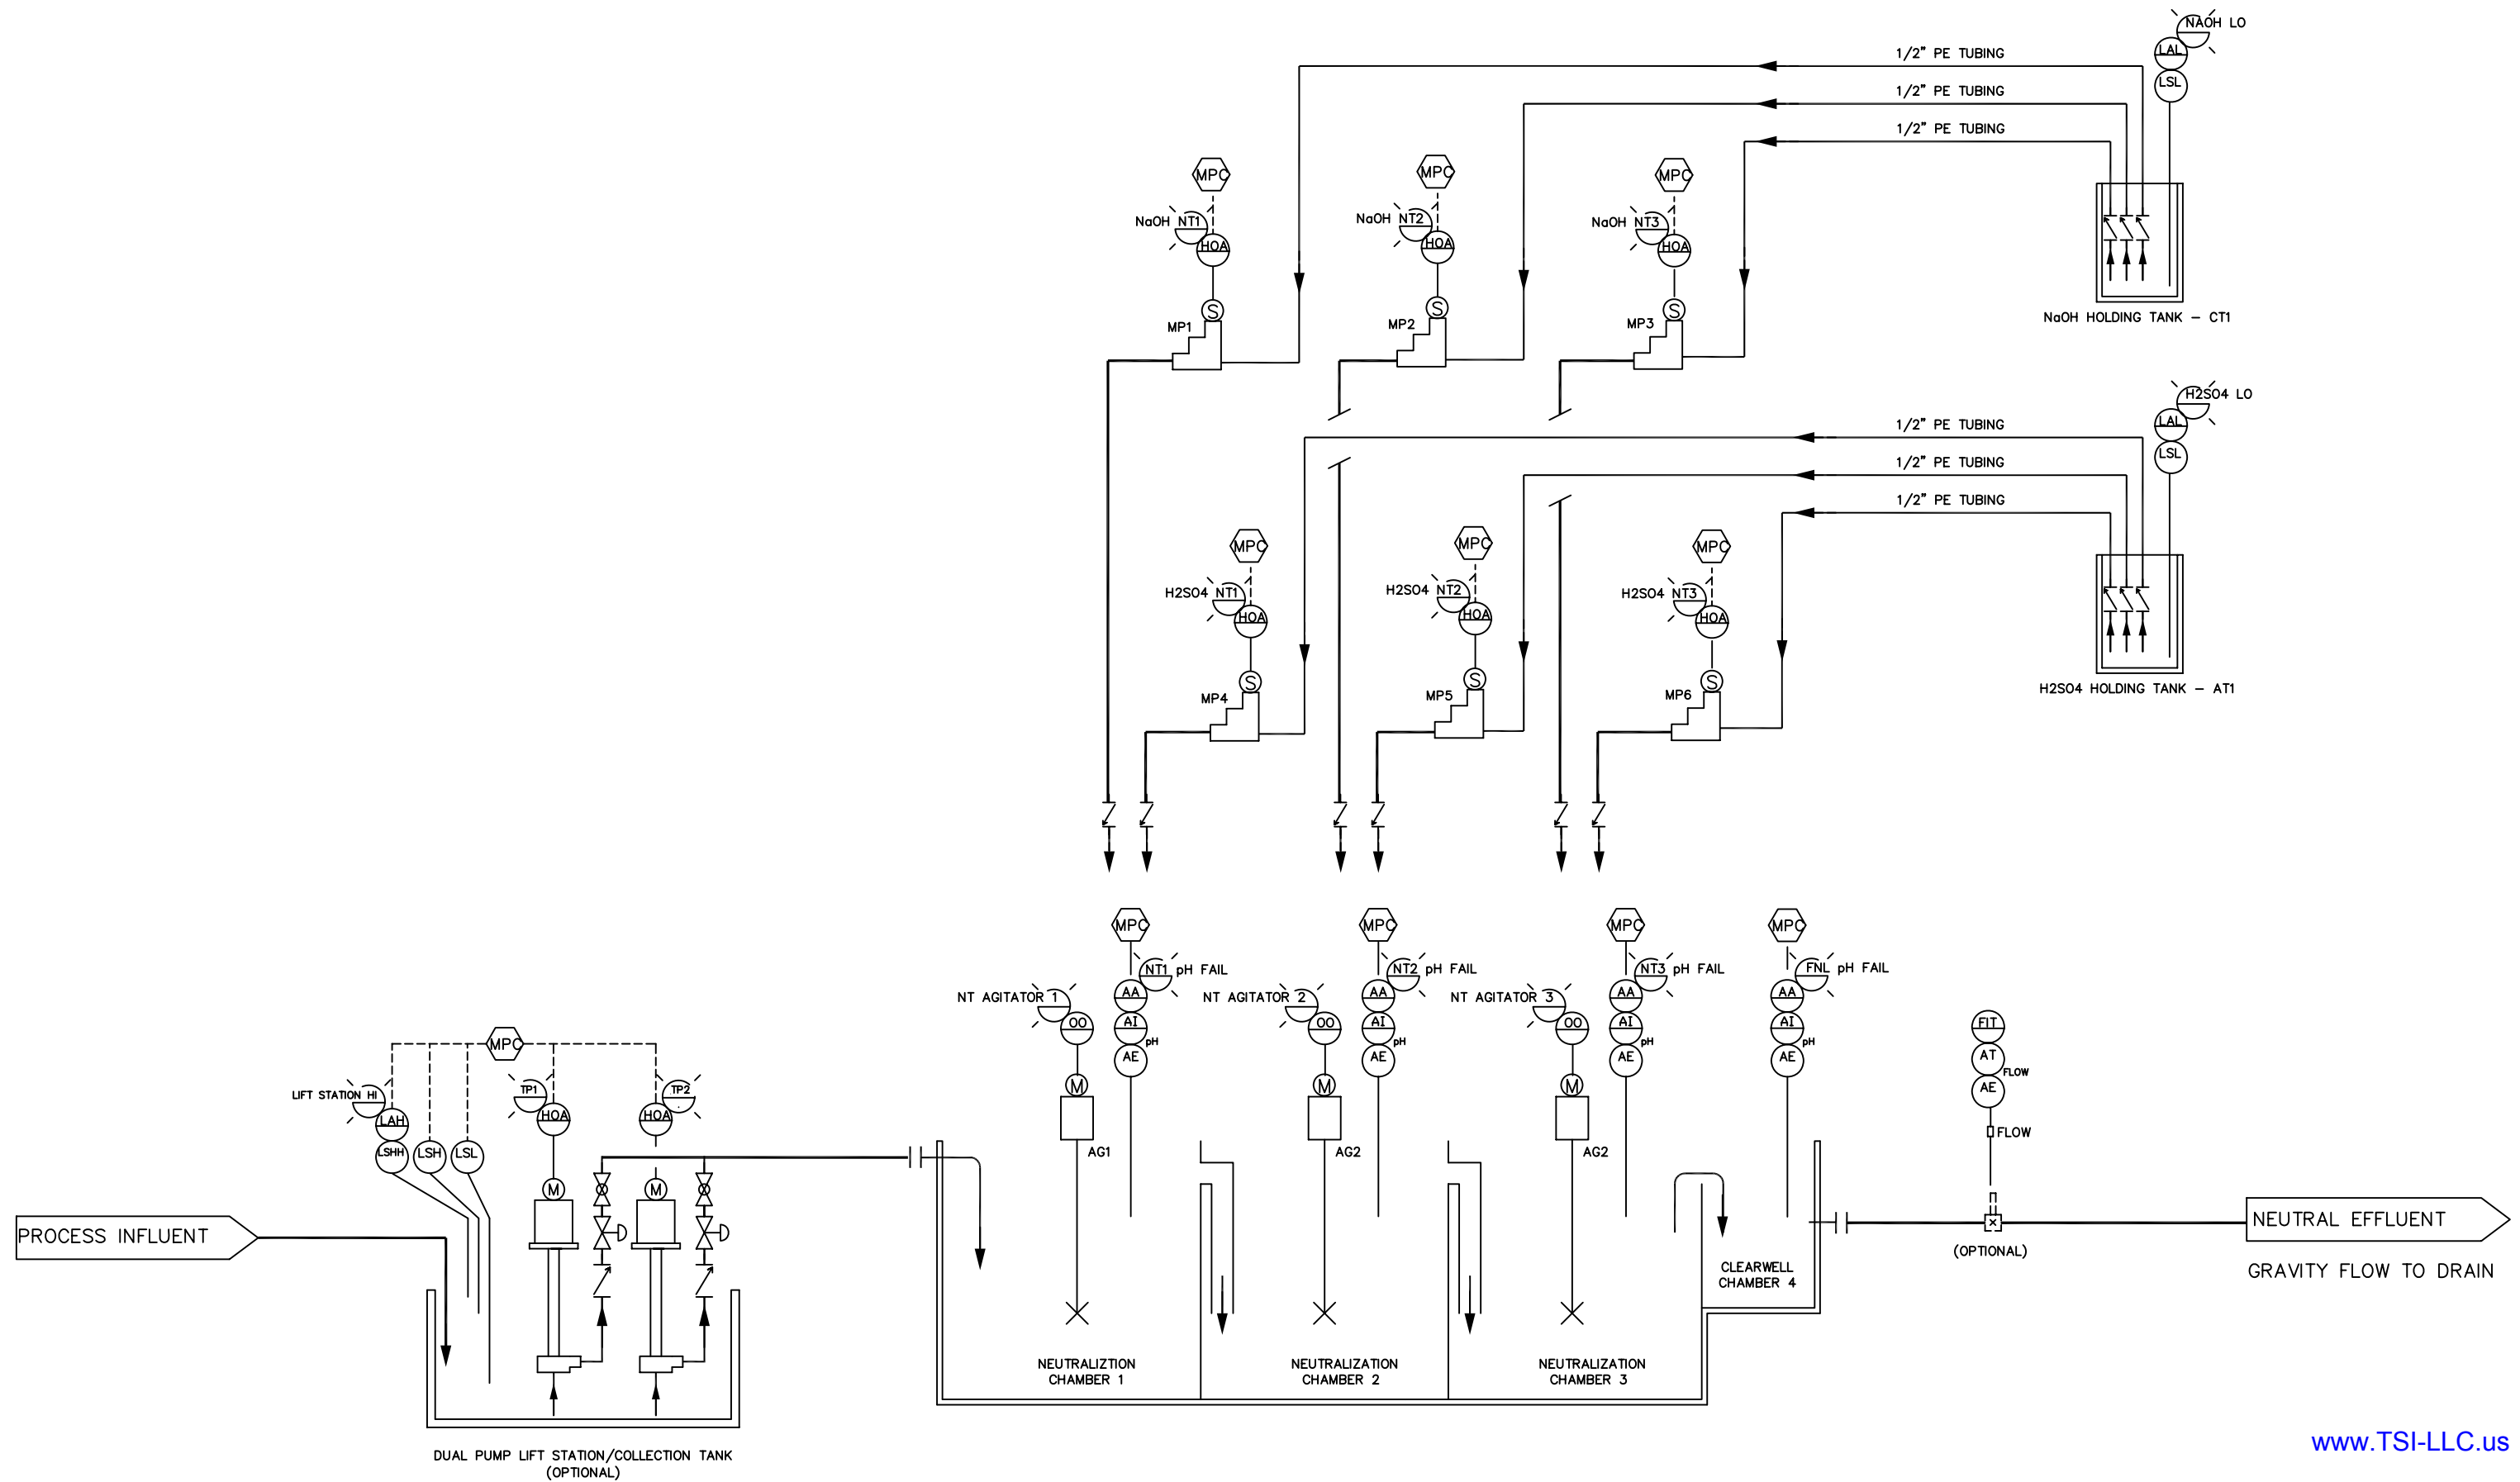 NAOH LO
LAL
LSL
1/2" PE TUBING
1/2" PE TUBING
1/2" PE TUBING
MPC
MPC
MPC
NaOH NT1
HOA
NaOH NT2
HOA
NaOH NT3
HOA
S
S
S
MP1
MP2
MP3
NaOH HOLDING TANK – CT1
H2SO4 LO
LAL
LSL
1/2" PE TUBING
1/2" PE TUBING
1/2" PE TUBING
MPC
MPC
MPC
H2SO4 NT1
HOA
H2SO4 NT2
HOA
H2SO4 NT3
HOA
S
S
S
MP4
MP5
MP6
H2SO4 HOLDING TANK – AT1
MPC
MPC
MPC
MPC
NT1 pH FAIL
NT2 pH FAIL
NT3 pH FAIL
FNL pH FAIL
NT AGITATOR 1
OO
AA
AI
pH
AE
NT AGITATOR 2
OO
AA
AI
pH
AE
NT AGITATOR 3
OO
AA
AI
pH
AE
AA
AI
pH
AE
FIT
AT
FLOW
AE
FLOW
M
M
M
AG1
AG2
AG2
MPC
LIFT STATION HI
LAH
LSHH
LSH
LSL
TP1
HOA
TP2
HOA
M
M
PROCESS INFLUENT
NEUTRAL EFFLUENT
(OPTIONAL)
GRAVITY FLOW TO DRAIN
CLEARWELL
CHAMBER 4
NEUTRALIZTION
CHAMBER 1
NEUTRALIZATION
CHAMBER 2
NEUTRALIZATION
CHAMBER 3
DUAL PUMP LIFT STATION/COLLECTION TANK
(OPTIONAL)
www.TSI-LLC.us